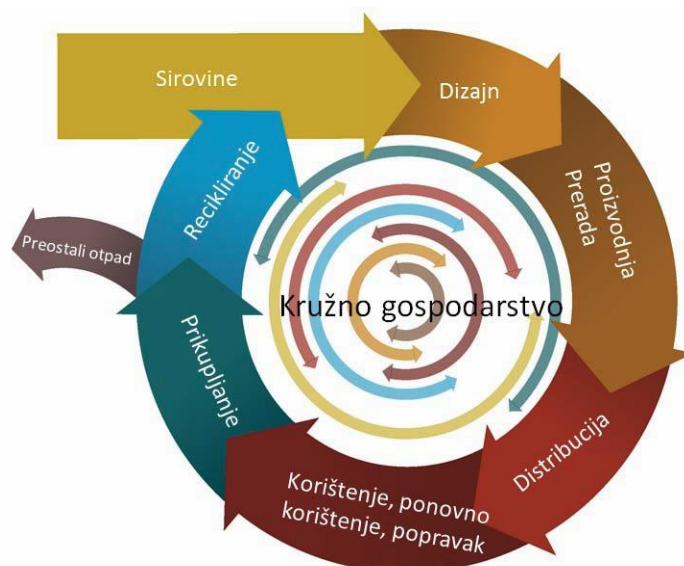 Sirovine
Dizajn
Proizvodnja
Prerada
Distribucija
Korištenje, ponovno
korištenje, popravak
Prikupljanje
Preostali otpad
Recikliranje
Kružno gospodarstvo